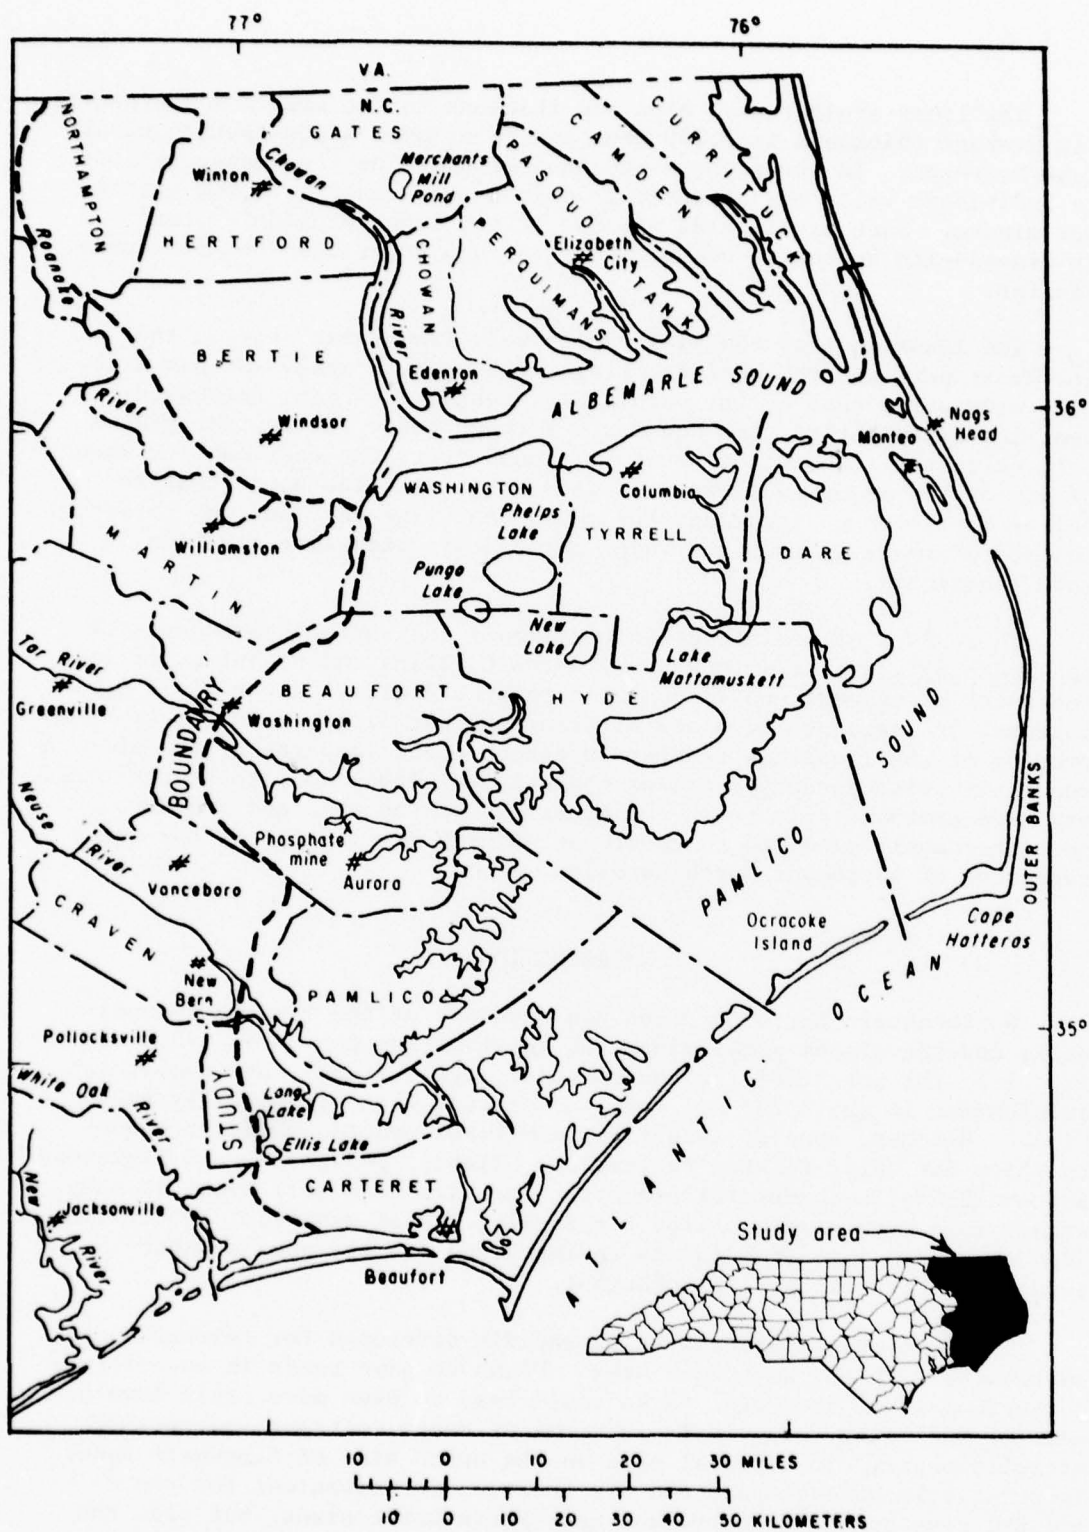 77°
76°
VA.
N.C.
NORTHAMPTON
GATES
CAMDEN
CURRITUCK
Winton
Chowan
Merchants
Mill
Pond
PASQUOTANK
HERTFORD
CHOWAN
PERQUIMANS
Elizabeth
City
Roanoke
River
BERTIE
River
Edenton
ALBEMARLE SOUND
36°
Windsor
Nags
Head
Manteo
WASHINGTON
Columbia
Phelps
Lake
TYRRELL
DARE
Williamston
MARTIN
Pungo
Lake
New
Lake
Lake
Mattamuskett
Tar River
Greenville
BEAUFORT
HYDE
Washington
BOUNDARY
SOUND
PAMLICO
OUTER BANKS
Neuse
River
Phosphate
mine
Aurora
Vanceboro
CRAVEN
Ocracoke
Island
Cape
Hatteras
New
Bern
PAMLICO
ATLANTIC OCEAN
35°
Pollocksville
White Oak
River
STUDY
Long
Lake
Ellis Lake
CARTERET
New
River
Jacksonville
Beaufort
Study area
10 0 10 20 30 MILES
10 0 10 20 30 40 50 KILOMETERS